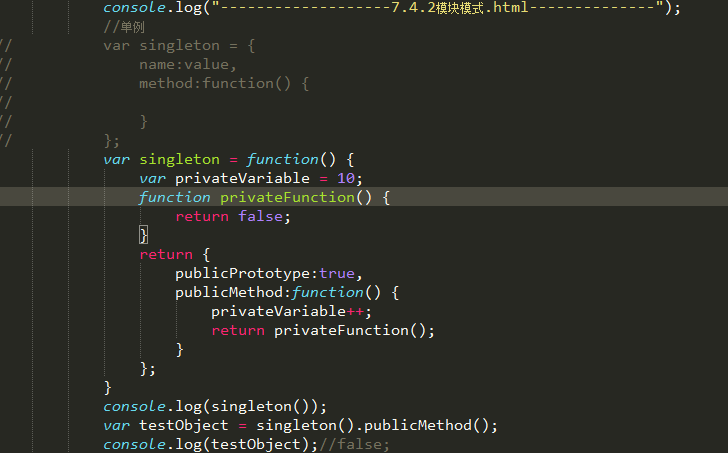 console.log("-------------------7.4.2模块模式.html--------------");
//单例
// var singleton = {
// name:value,
// method:function() {
//
// }
// };
var singleton = function() {
var privateVariable = 10;
function privateFunction() {
return false;
}
return {
publicPrototype:true,
publicMethod:function() {
privateVariable++;
return privateFunction();
}
};
}
console.log(singleton());
var testObject = singleton().publicMethod();
console.log(testObject);//false;